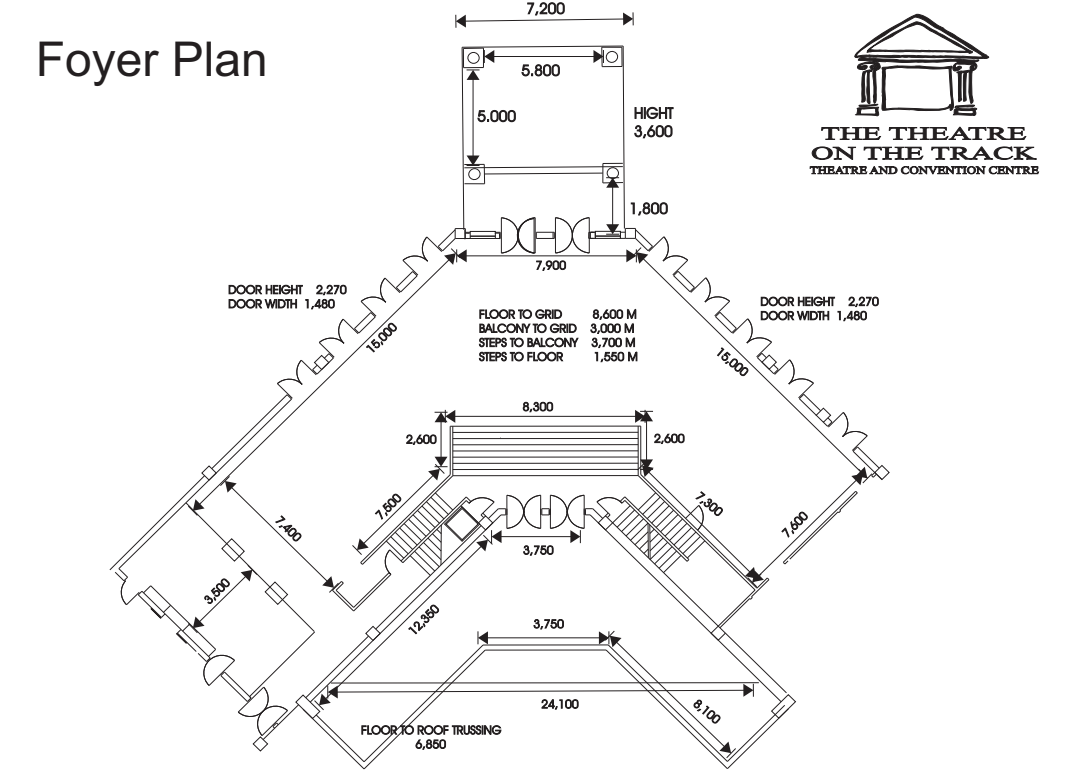 7,200
Foyer Plan
5.800
5.000
HIGHT
3,600
THE THEATRE
ON THE TRACK
THEATRE AND CONVENTION CENTRE
1,800
7,900
DOOR HEIGHT 2,270
DOOR WIDTH 1,480
DOOR HEIGHT 2,270
DOOR WIDTH 1,480
FLOOR TO GRID 8,600 M
BALCONY TO GRID 3,000 M
STEPS TO BALCONY 3,700 M
STEPS TO FLOOR 1,550 M
15,000
15,000
8,300
2,600
2,600
7,500
7,300
7,400
7,600
3,750
3,500
12,350
3,750
24,100
8,100
FLOOR TO ROOF TRUSSING
6,850